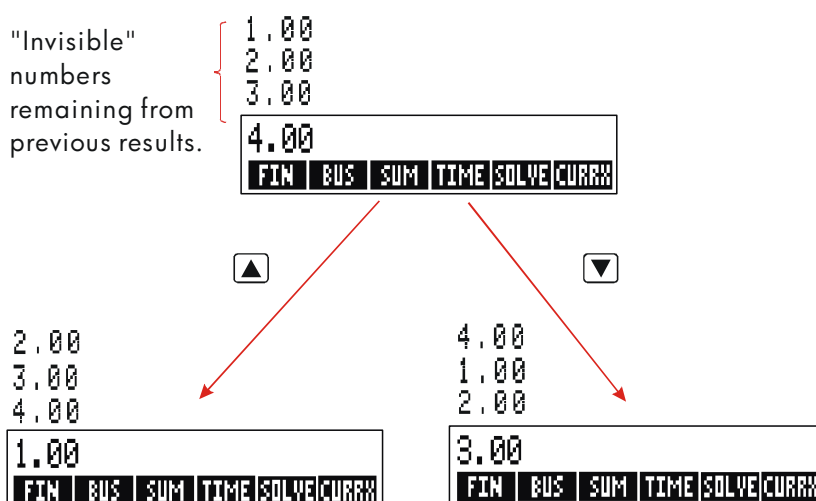 "Invisible"
numbers
remaining from
previous results.
1.00
2.00
3.00
4.00
FIN BUS SUM TIME SOLVE CURRX
2.00
3.00
4.00
1.00
FIN BUS SUM TIME SOLVE CURRX
4.00
1.00
2.00
3.00
FIN BUS SUM TIME SOLVE CURRX